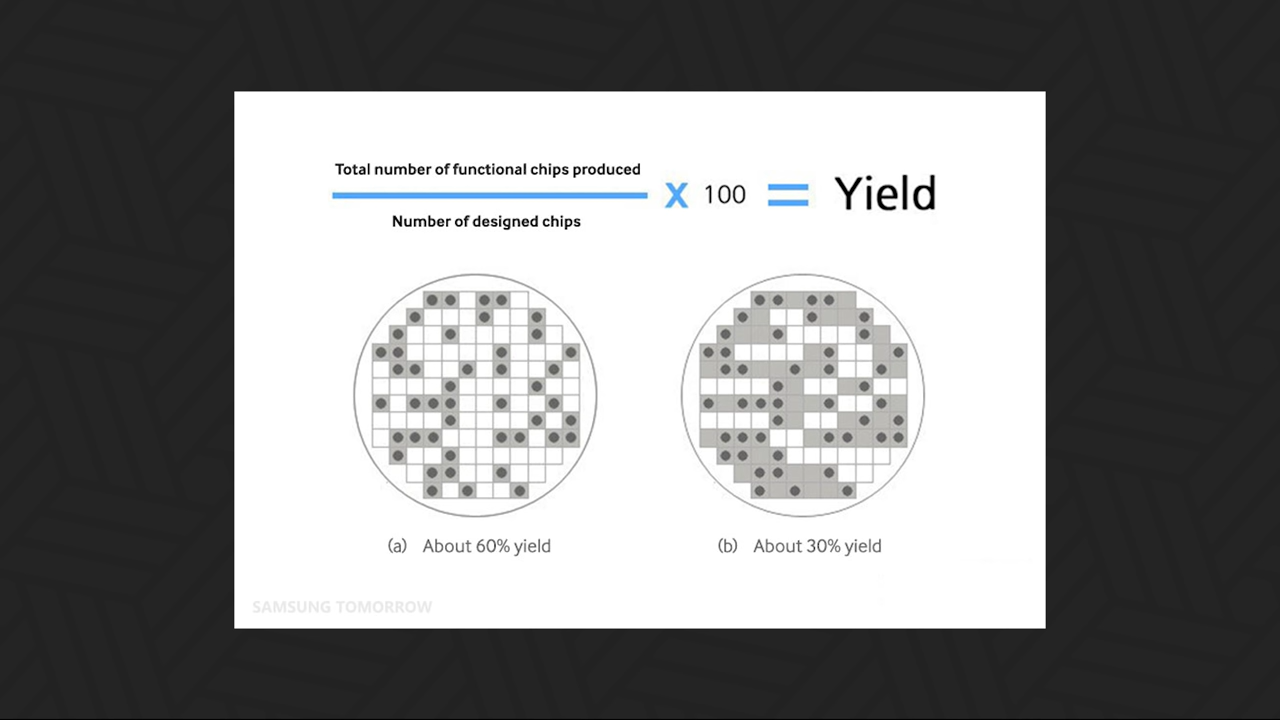 Total number of functional chips produced
Number of designed chips
X 100 = Yield
(a) About 60% yield
(b) About 30% yield
SAMSUNG TOMORROW